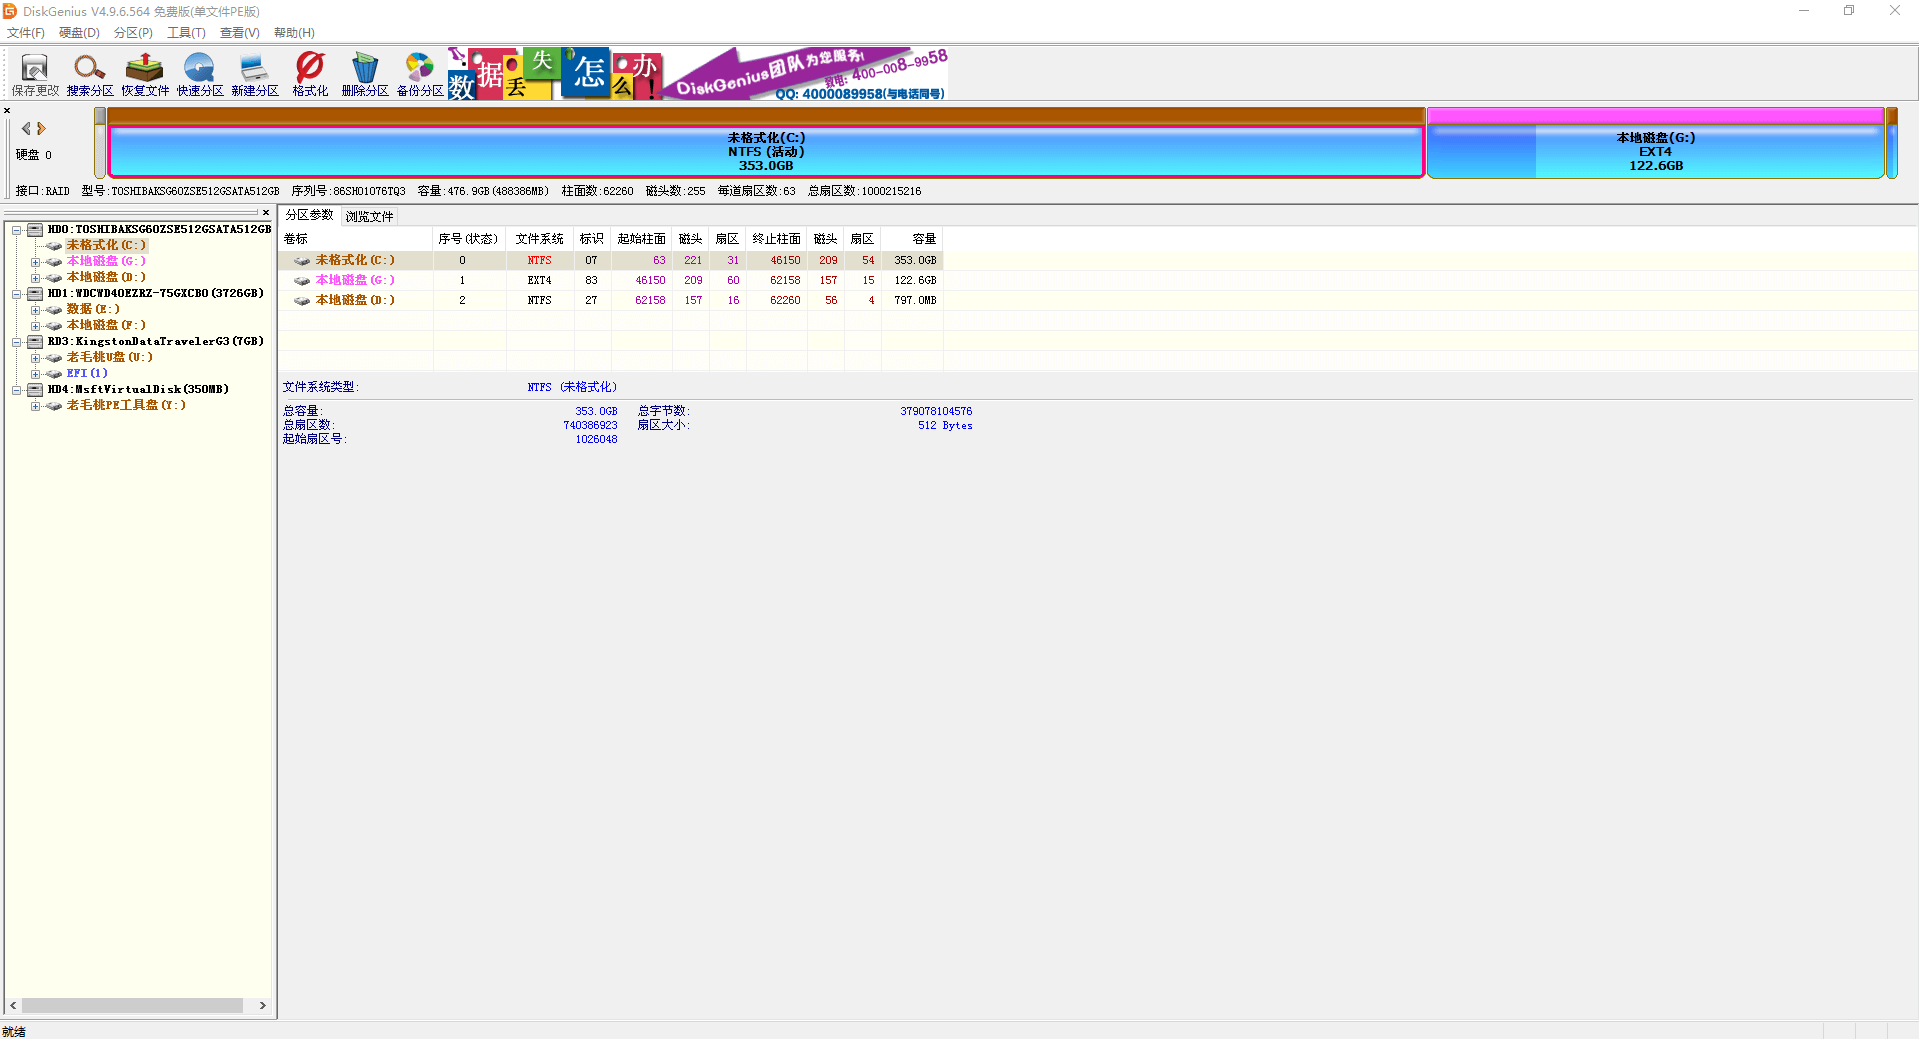 DiskGenius V4.9.6.564 免费版(单文件PE版)
文件(F) 硬盘(D) 分区(P) 工具(T) 查看(V) 帮助(H)
保存更改 搜索分区 恢复文件 快速分区 新建分区 格式化 删除分区 备份分区
数据丢失怎么办!
DiskGenius团队为您服务!
致电: 400-008-9958
QQ: 4000089958(与电话同号)
硬盘 0
未格式化(C:)
NTFS (活动)
353.0GB
本地磁盘(G:)
EXT4
122.6GB
接口:RAID 型号:TOSHIBAKSG60ZSE512GSATA512GB 序列号:86SH01076TQ3 容量:476.9GB(488386MB) 柱面数:62260 磁头数:255 每道扇区数:63 总扇区数:1000215216
HD0:TOSHIBAKSG60ZSE512GSATA512GB
未格式化(C:)
本地磁盘(G:)
本地磁盘(D:)
HD1:WDCWD40EZRZ-75GXCB0(3726GB)
数据(E:)
本地磁盘(F:)
RD3:KingstonDataTravelerG3(7GB)
老毛桃U盘(U:)
EFI(1)
HD4:MsftVirtualDisk(350MB)
老毛桃PE工具盘(Y:)
分区参数 浏览文件
卷标 序号(状态) 文件系统 标识 起始柱面 磁头 扇区 终止柱面 磁头 扇区 容量
未格式化(C:) 0 NTFS 07 63 221 31 46150 209 54 353.0GB
本地磁盘(G:) 1 EXT4 83 46150 209 60 62158 157 15 122.6GB
本地磁盘(D:) 2 NTFS 27 62158 157 16 62260 56 4 797.0MB
文件系统类型: NTFS (未格式化)
总容量: 353.0GB 总字节数: 379078104576
总扇区数: 740386923 扇区大小: 512 Bytes
起始扇区号: 1026048
就绪